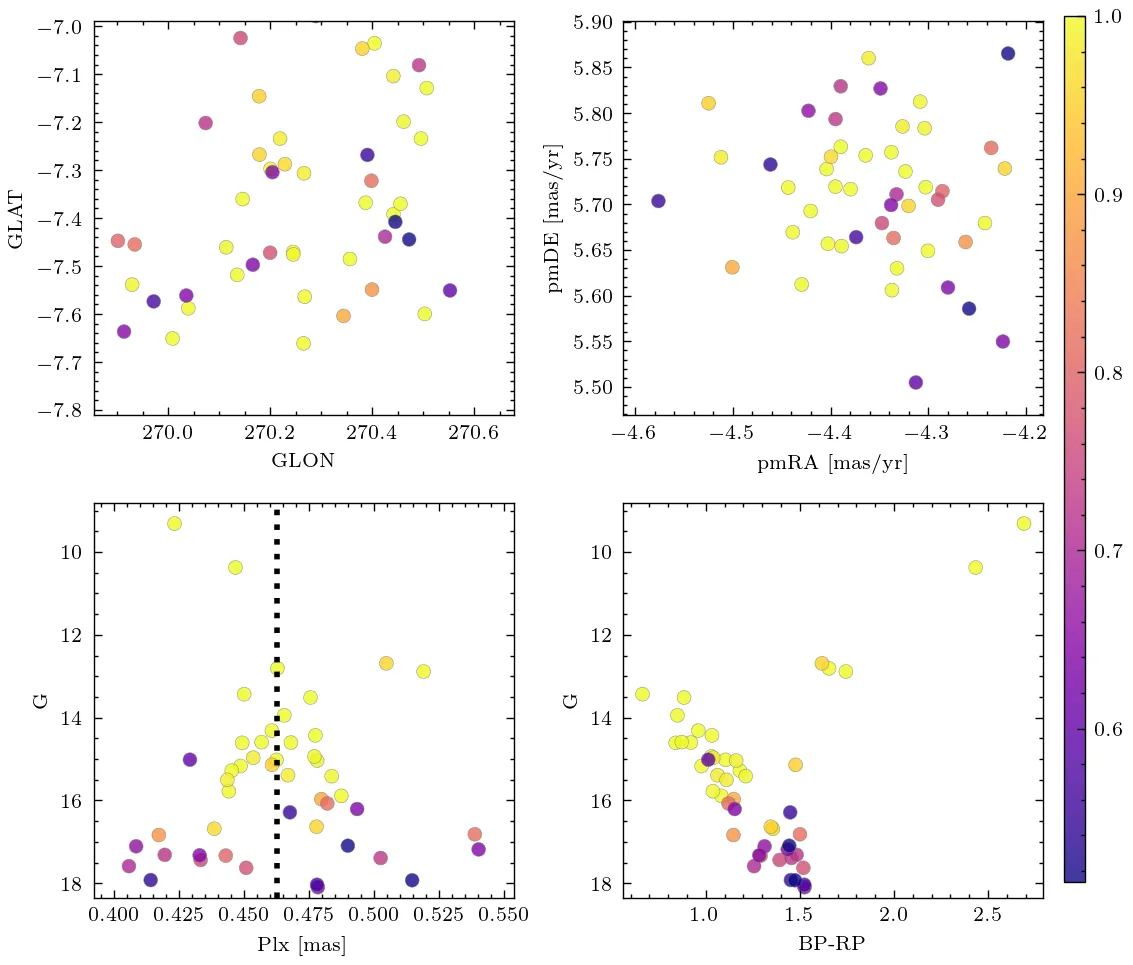 −7.0
−7.1
−7.2
−7.3
−7.4
−7.5
−7.6
−7.7
−7.8
GLAT
270.0 270.2 270.4 270.6
GLON
5.90
5.85
5.80
5.75
5.70
5.65
5.60
5.55
5.50
pmDE [mas/yr]
−4.6 −4.5 −4.4 −4.3 −4.2
pmRA [mas/yr]
1.0
0.9
0.8
0.7
0.6
10
12
14
16
18
G
0.400 0.425 0.450 0.475 0.500 0.525 0.550
Plx [mas]
10
12
14
16
18
G
1.0 1.5 2.0 2.5
BP-RP